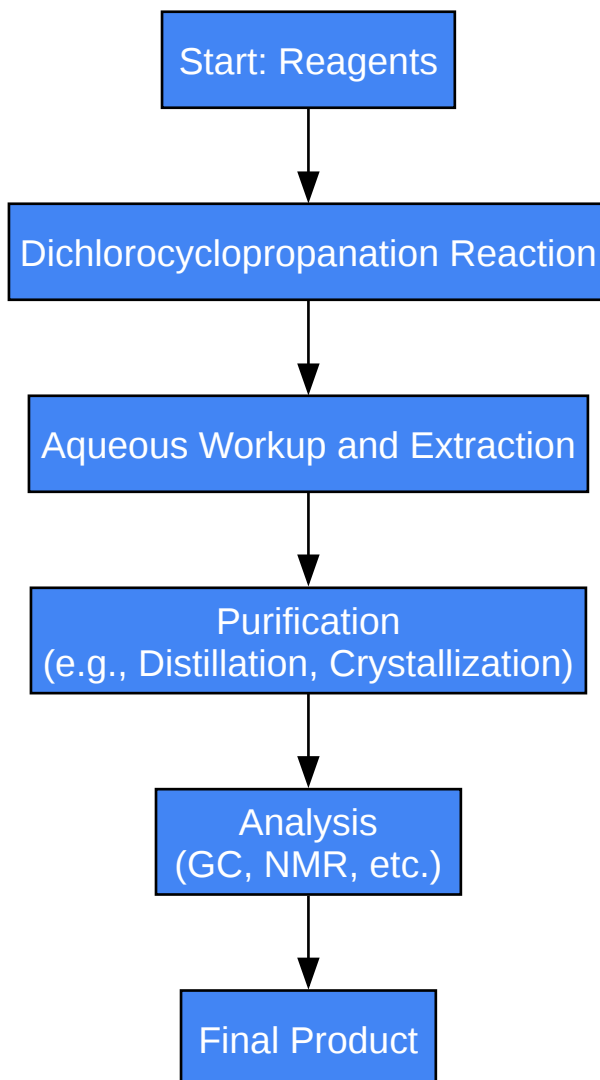 Start: Reagents
Dichlorocyclopropanation Reaction
Aqueous Workup and Extraction
Purification
(e.g., Distillation, Crystallization)
Analysis
(GC, NMR, etc.)
Final Product